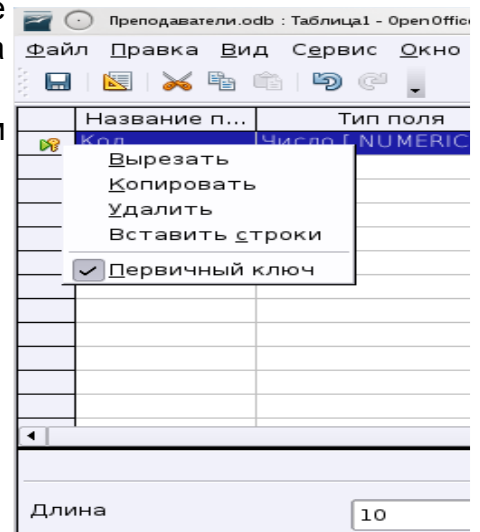 е
Преподаватели.odb : Таблица1 - OpenOffic
а
Файл Правка Вид Сервис Окно
Название п... Тип поля
Код Число [ NUMERIC
Вырезать
Копировать
Удалить
Вставить строки
Первичный ключ
Длина 10